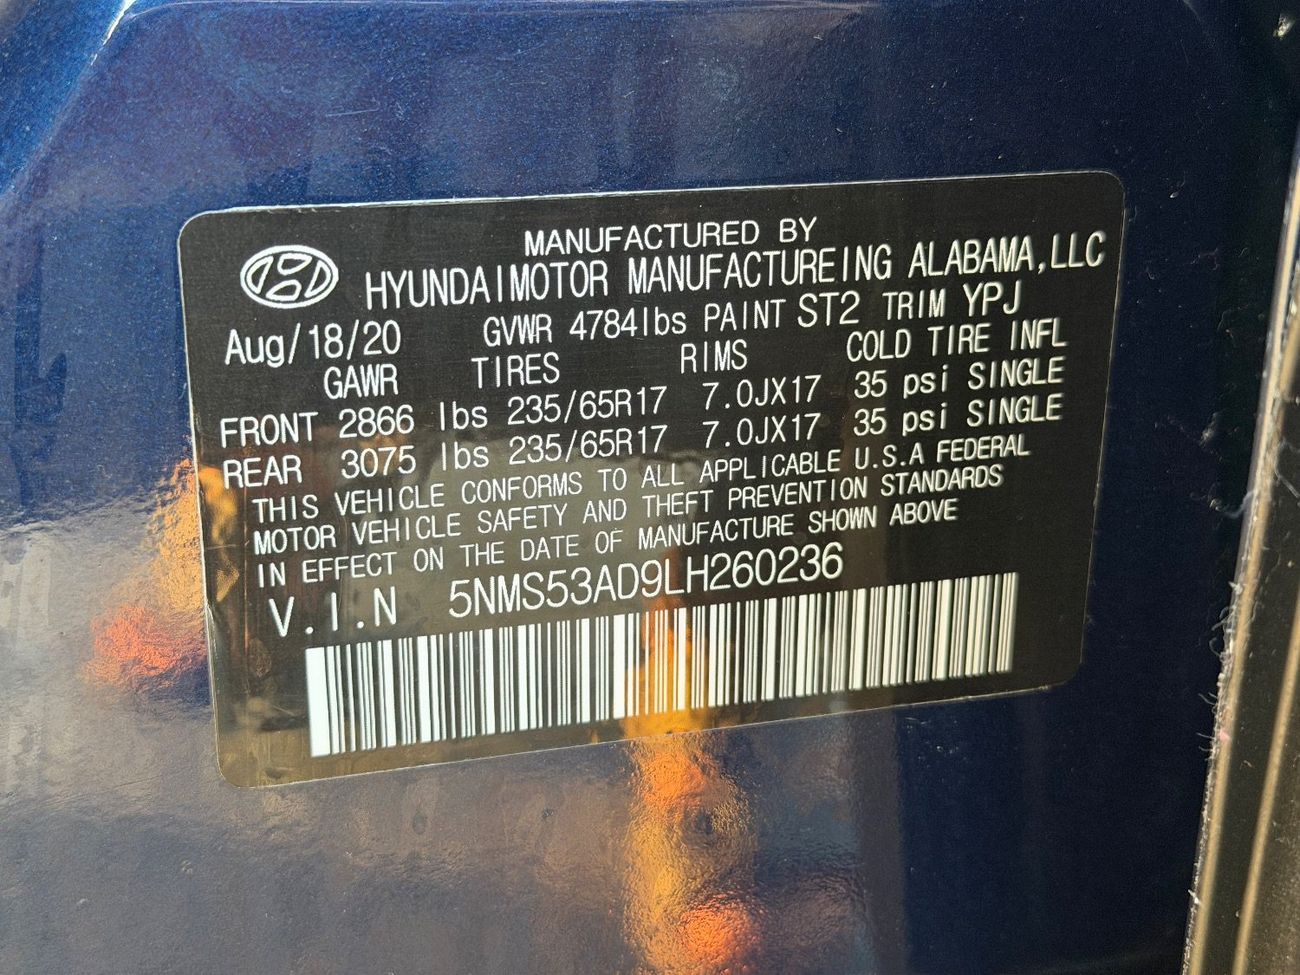 MANUFACTURED BY
HYUNDAIMOTOR MANUFACTUREING ALABAMA,LLC
Aug/18/20 GVWR 4784lbs PAINT ST2 TRIM YPJ
GAWR TIRES RIMS COLD TIRE INFL
FRONT 2866 lbs 235/65R17 7.0JX17 35 psi SINGLE
REAR 3075 lbs 235/65R17 7.0JX17 35 psi SINGLE
THIS VEHICLE CONFORMS TO ALL APPLICABLE U.S.A FEDERAL
MOTOR VEHICLE SAFETY AND THEFT PREVENTION STANDARDS
IN EFFECT ON THE DATE OF MANUFACTURE SHOWN ABOVE
V.I.N 5NMS53AD9LH260236